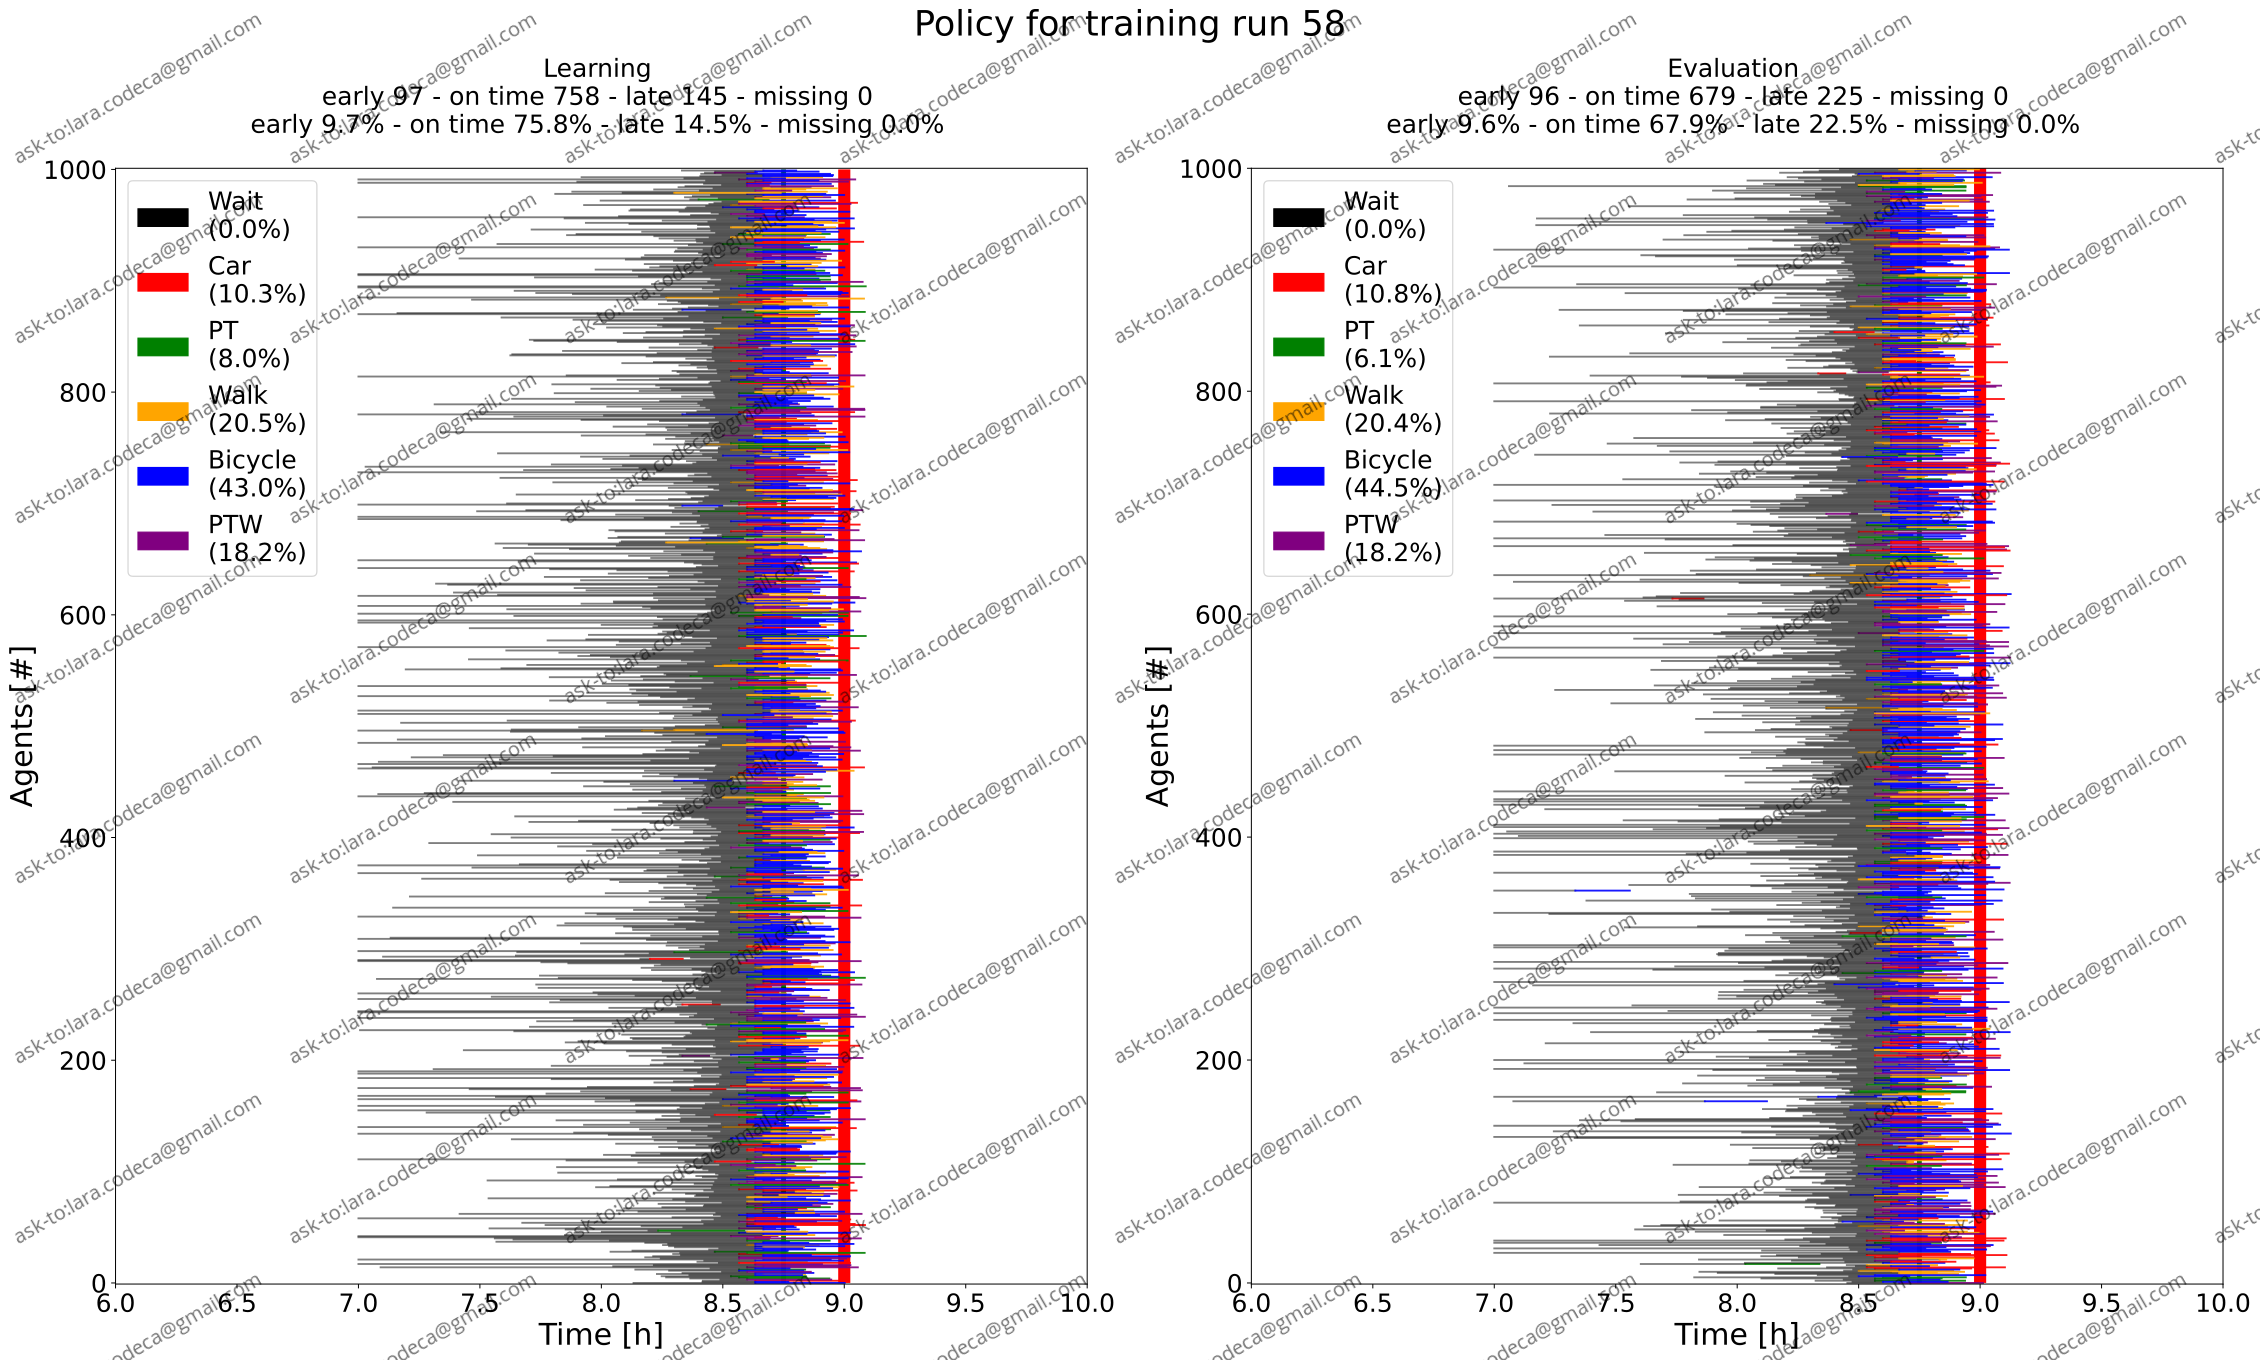 Policy for training run 58
Learning
early 97 - on time 758 - late 145 - missing 0
early 9.7% - on time 75.8% - late 14.5% - missing 0.0%
1000
800
600
400
200
0
Agents [#]
Wait
(0.0%)
Car
(10.3%)
PT
(8.0%)
Walk
(20.5%)
Bicycle
(43.0%)
PTW
(18.2%)
6.0 6.5 7.0 7.5 8.0 8.5 9.0 9.5 10.0
Time [h]
Evaluation
early 96 - on time 679 - late 225 - missing 0
early 9.6% - on time 67.9% - late 22.5% - missing 0.0%
1000
800
600
400
200
0
Agents [#]
Wait
(0.0%)
Car
(10.8%)
PT
(6.1%)
Walk
(20.4%)
Bicycle
(44.5%)
PTW
(18.2%)
6.0 6.5 7.0 7.5 8.0 8.5 9.0 9.5 10.0
Time [h]
ask-to:lara.codeca@gmail.com